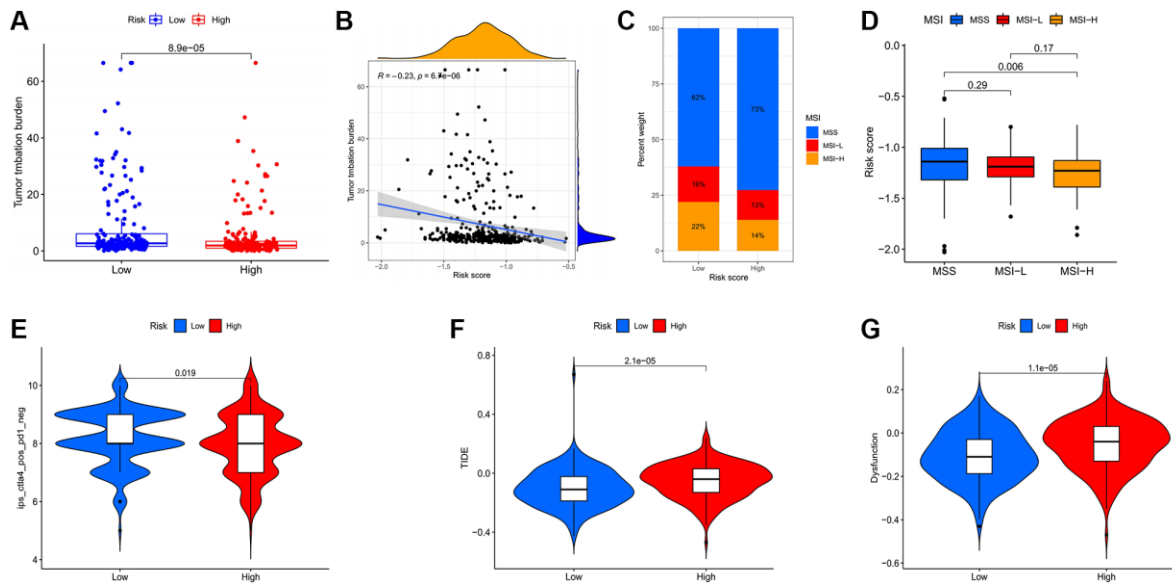 A
Risk Low High
8.9e−05
Tumor tmbation burden
60
40
20
0
Low
High
B
R = −0.23, p = 6.7e−06
Tumor tmbation burden
60
40
20
0
−2.0
−1.5
−1.0
−0.5
Risk score
C
Percent weight
100
75
50
25
0
62%
16%
22%
73%
13%
14%
Low
High
Risk score
MSI
MSS
MSI−L
MSI−H
D
MSI MSS MSI−L MSI−H
0.17
0.006
0.29
Risk score
0.0
−0.5
−1.0
−1.5
−2.0
MSS
MSI−L
MSI−H
E
Risk Low High
0.019
ips_ctla4_pos_pd1_neg
10
8
6
4
Low
High
F
Risk Low High
2.1e−05
TIDE
0.8
0.4
0.0
−0.4
Low
High
G
Risk Low High
1.1e−05
Dysfunction
0.2
0.0
−0.2
−0.4
−0.6
Low
High